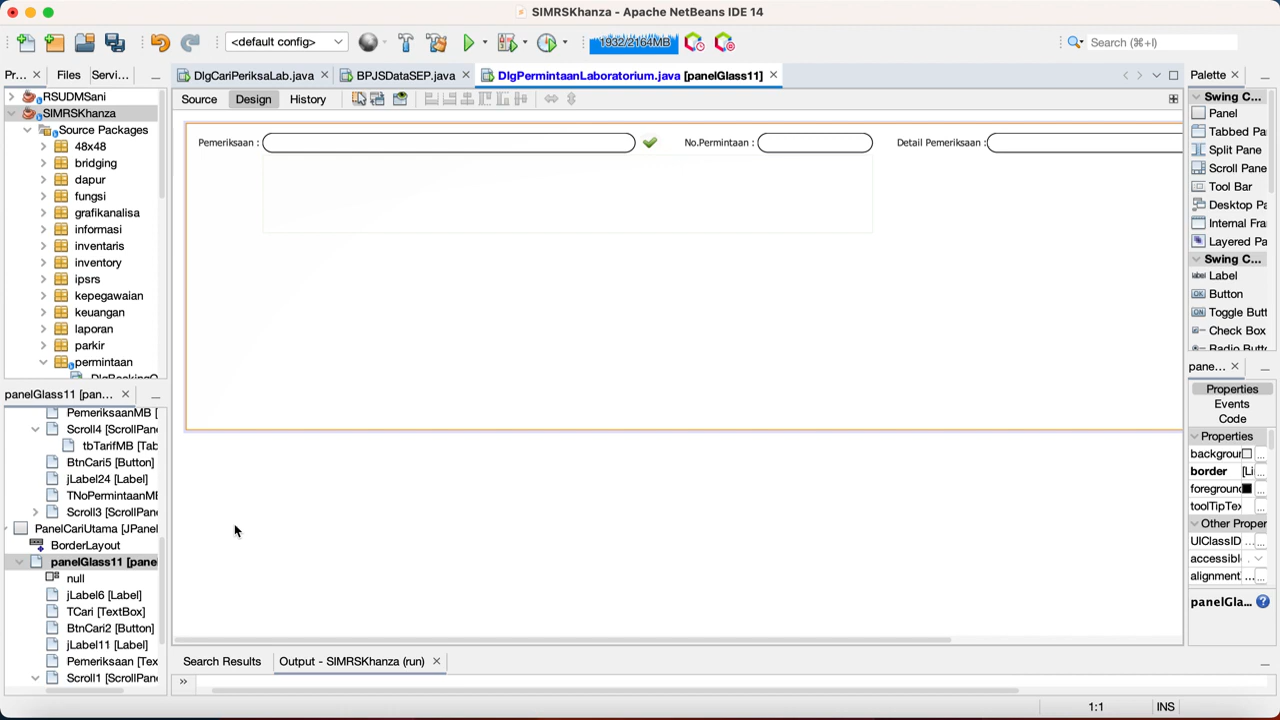 SIMRSKhanza - Apache NetBeans IDE 14
<default config>
1932/2164MB
Search (⌘+I)
Pr...
Files
Servi...
DlgCariPeriksaLab.java
BPJSDataSEP.java
DlgPermintaanLaboratorium.java [panelGlass11]
Palette
Source
Design
History
RSUDMSani
SIMRSKhanza
Source Packages
48x48
bridging
dapur
fungsi
grafikanalisa
informasi
inventaris
inventory
ipsrs
kepegawaian
keuangan
laporan
parkir
permintaan
Pemeriksaan :
No.Permintaan :
Detail Pemeriksaan :
Swing C...
Panel
Tabbed Pa
Split Pane
Scroll Pane
Tool Bar
Desktop Pa
Internal Fra
Layered Pa
Swing C...
Label
Button
Toggle Butt
Check Box
Radio Butt
panelGlass11 [pan...
PemeriksaanMB [
Scroll4 [ScrollPan
tbTarifMB [Tab
BtnCari5 [Button]
jLabel24 [Label]
TNoPermintaanMB
Scroll3 [ScrollPan
PanelCariUtama [JPanel
BorderLayout
panelGlass11 [pane
null
jLabel6 [Label]
TCari [TextBox]
BtnCari2 [Button]
jLabel11 [Label]
Pemeriksaan [Tex
Scroll1 [ScrollPan
pane...
Properties
Events
Code
Properties
backgroun
border [Li
foreground
toolTipTex
Other Proper
UIClassID
accessibl
alignment
panelGla...
Search Results
Output - SIMRSKhanza (run)
1:1
INS